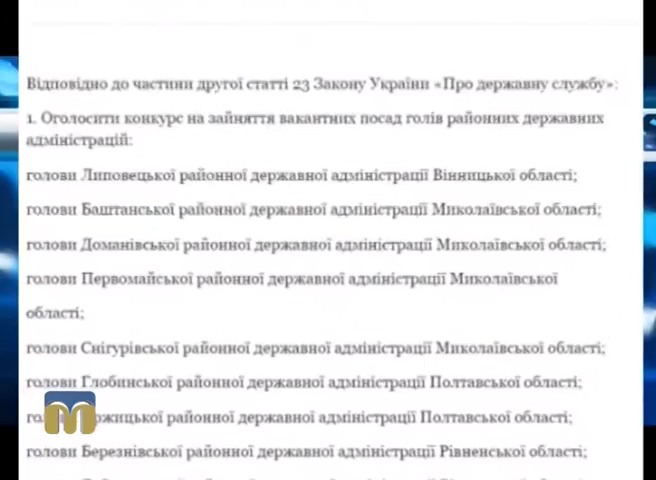 Відповідно до частини другої статті 23 Закону України «Про державну службу»:
1. Оголосити конкурс на зайняття вакантних посад голів районних державних
адміністрацій:
голови Липовецької районної державної адміністрації Вінницької області;
голови Баштанської районної державної адміністрації Миколаївської області;
голови Доманівської районної державної адміністрації Миколаївської області;
голови Первомайської районної державної адміністрації Миколаївської
області;
голови Снігурівської районної державної адміністрації Миколаївської області;
голови Глобинської районної державної адміністрації Полтавської області;
районної державної адміністрації Полтавської області;
голови Березнівської районної державної адміністрації Рівненської області;